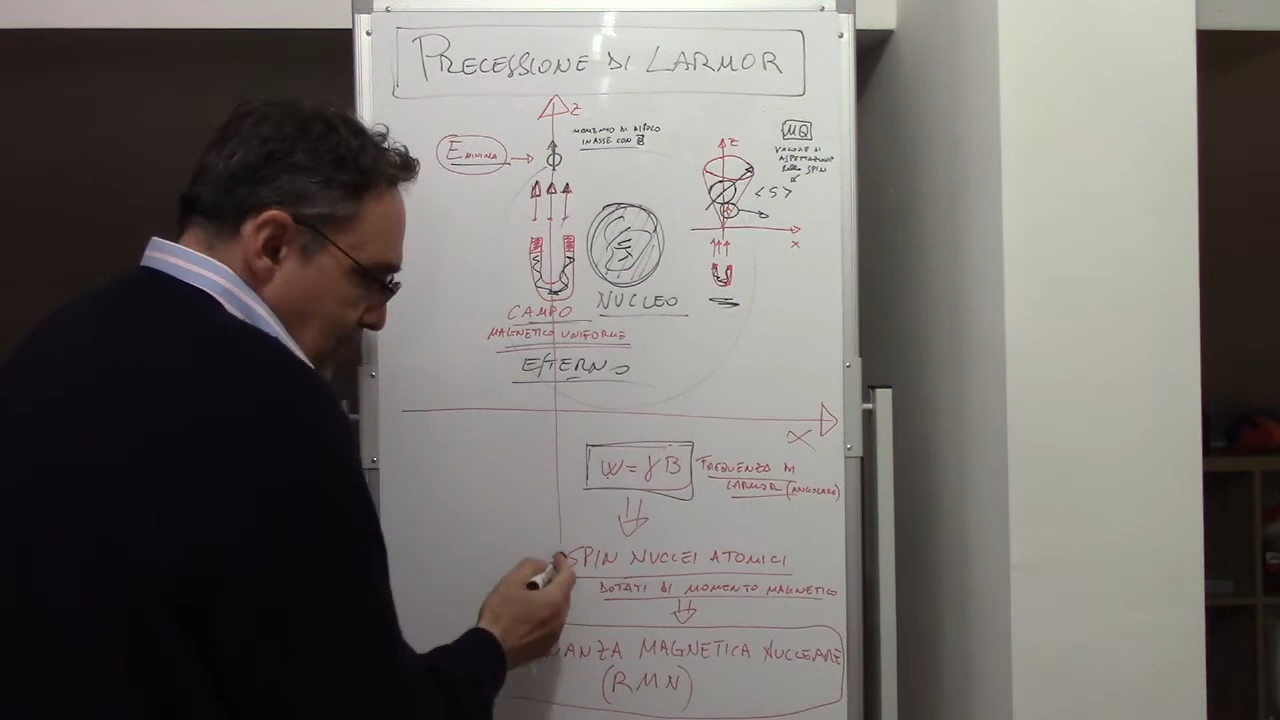 PRECESSIONE DI LARMOR
Z
E MINIMA
MOMENTO DI DIPOLO
IN ASSE CON B
Z
MQ
VALORE DI
ASPETTAZIONE
DELLO SPIN
<S>
X
NUCLEO
CAMPO
MAGNETICO UNIFORME
ESTERNO
X
ω = γ B
FREQUENZA DI
LARMOR (ANGOLARE)
SPIN NUCLEI ATOMICI
DOTATI DI MOMENTO MAGNETICO
NANZA MAGNETICA NUCLEARE
(RMN)